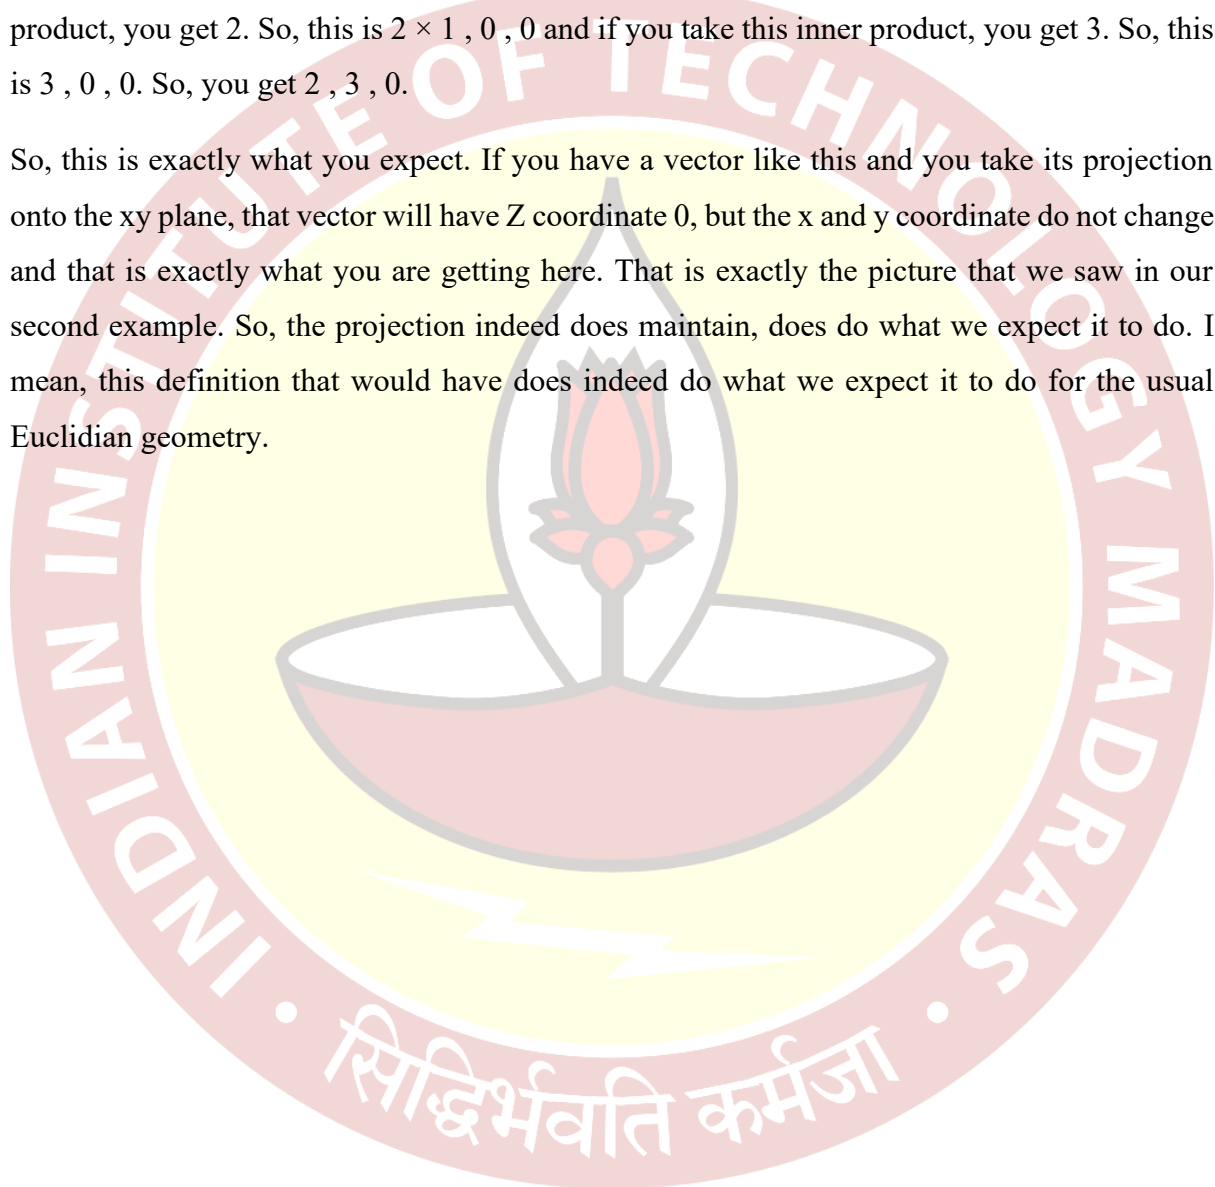 product, you get 2. So, this is 2 × 1 , 0 , 0 and if you take this inner product, you get 3. So, this
is 3 , 0 , 0. So, you get 2 , 3 , 0.
So, this is exactly what you expect. If you have a vector like this and you take its projection
onto the xy plane, that vector will have Z coordinate 0, but the x and y coordinate do not change
and that is exactly what you are getting here. That is exactly the picture that we saw in our
second example. So, the projection indeed does maintain, does do what we expect it to do. I
mean, this definition that would have does indeed do what we expect it to do for the usual
Euclidian geometry.
INDIAN INSTITUTE OF TECHNOLOGY MADRAS
सिद्धिर्भवति कर्मजा